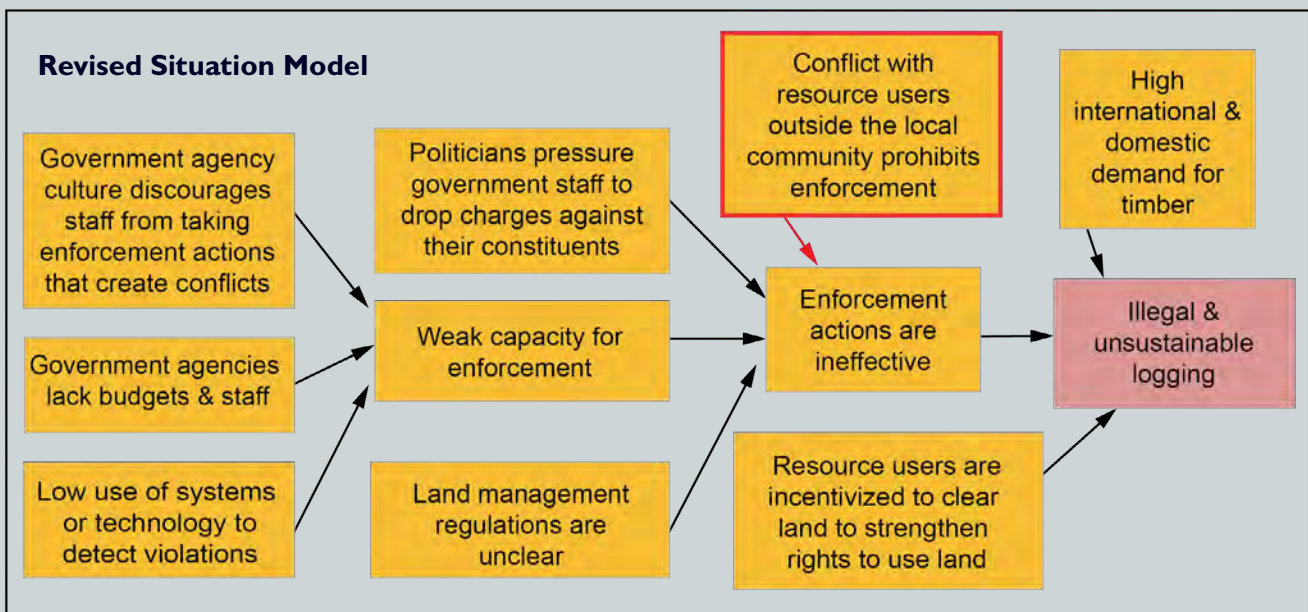 Revised Situation Model
Government agency
culture discourages
staff from taking
enforcement actions
that create conflicts
Government agencies
lack budgets & staff
Low use of systems
or technology to
detect violations
Politicians pressure
government staff to
drop charges against
their constituents
Weak capacity for
enforcement
Land management
regulations are
unclear
Conflict with
resource users
outside the local
community prohibits
enforcement
Enforcement
actions are
ineffective
Resource users are
incentivized to clear
land to strengthen
rights to use land
High
international &
domestic
demand for
timber
Illegal &
unsustainable
logging